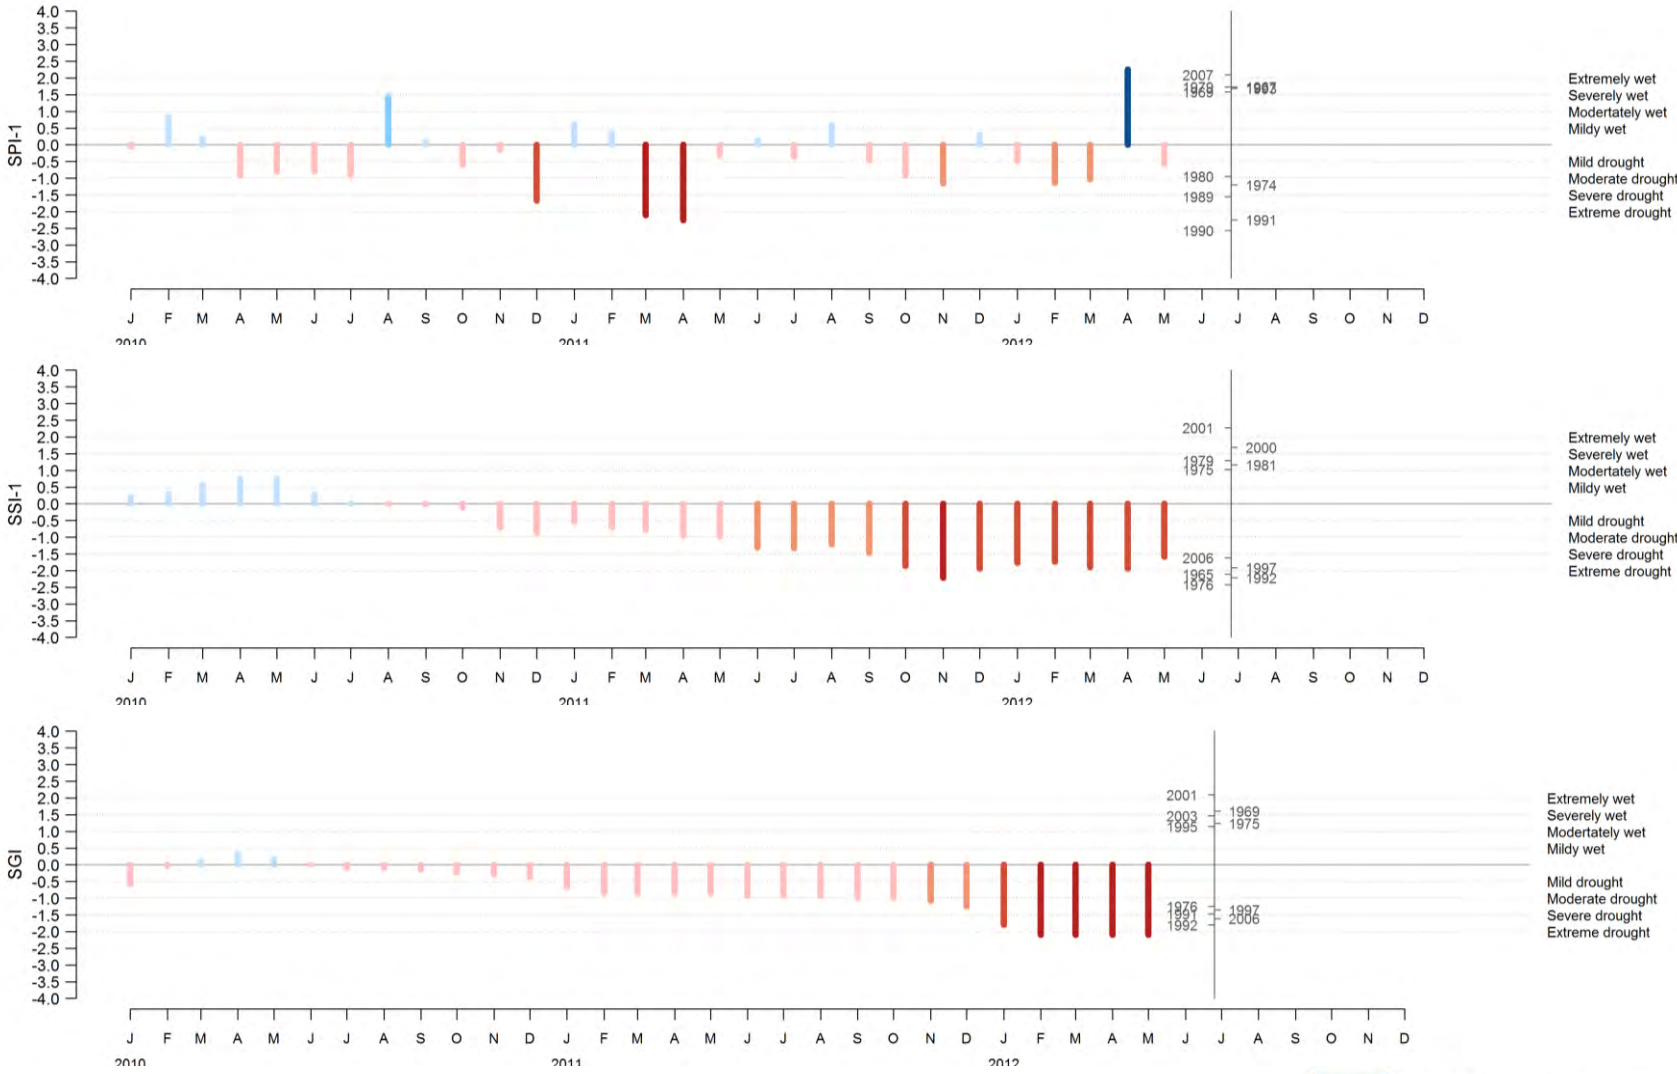 SPI-1
4.0
3.5
3.0
2.5
2.0
1.5
1.0
0.5
0.0
-0.5
-1.0
-1.5
-2.0
-2.5
-3.0
-3.5
-4.0
2007
1969
1980
1989
1990
1974
1991
Extremely wet
Severely wet
Modertately wet
Mildy wet
Mild drought
Moderate drought
Severe drought
Extreme drought
J F M A M J J A S O N D J F M A M J J A S O N D J F M A M J J A S O N D
2010 2011 2012
SSI-1
4.0
3.5
3.0
2.5
2.0
1.5
1.0
0.5
0.0
-0.5
-1.0
-1.5
-2.0
-2.5
-3.0
-3.5
-4.0
2001
1979
1975
2000
1981
2006
1965
1976
1997
1992
Extremely wet
Severely wet
Modertately wet
Mildy wet
Mild drought
Moderate drought
Severe drought
Extreme drought
J F M A M J J A S O N D J F M A M J J A S O N D J F M A M J J A S O N D
2010 2011 2012
SGI
4.0
3.5
3.0
2.5
2.0
1.5
1.0
0.5
0.0
-0.5
-1.0
-1.5
-2.0
-2.5
-3.0
-3.5
-4.0
2001
2003
1995
1969
1975
1976
1991
1992
1997
2006
Extremely wet
Severely wet
Modertately wet
Mildy wet
Mild drought
Moderate drought
Severe drought
Extreme drought
J F M A M J J A S O N D J F M A M J J A S O N D J F M A M J J A S O N D
2010 2011 2012